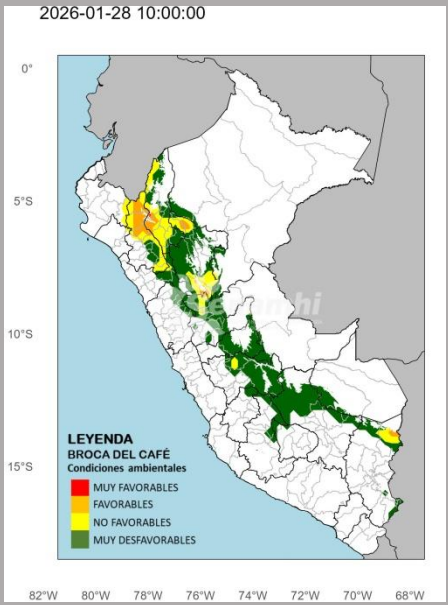 2026-01-28 10:00:00
0°
5°S
10°S
15°S
Senamhi
LEYENDA
BROCA DEL CAFÉ
Condiciones ambientales
MUY FAVORABLES
FAVORABLES
NO FAVORABLES
MUY DESFAVORABLES
82°W 80°W 78°W 76°W 74°W 72°W 70°W 68°W